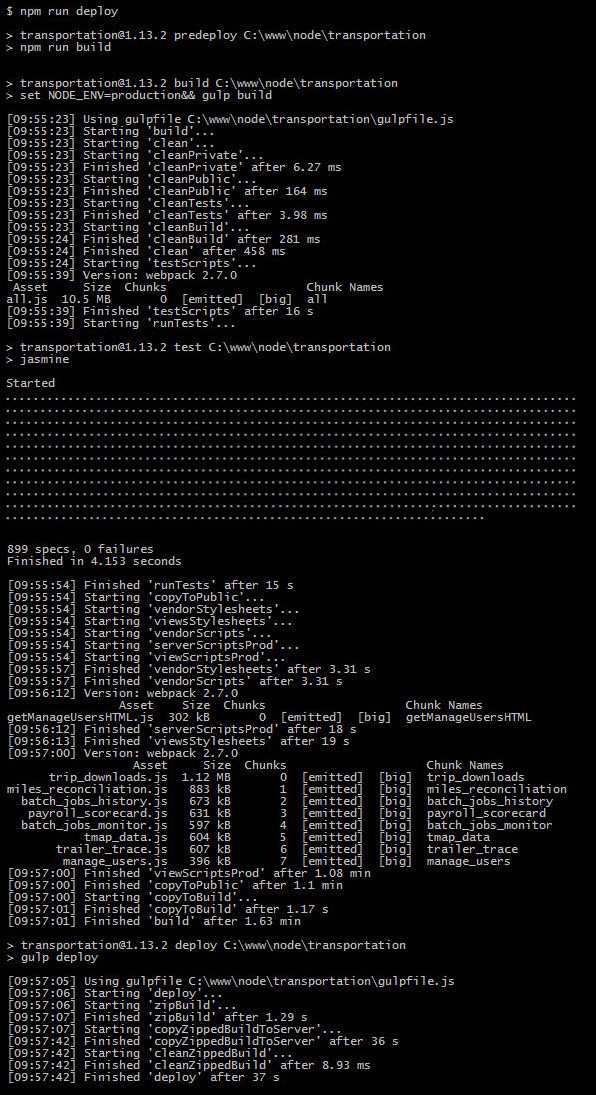 $ npm run deploy
> transportation@1.13.2 predeploy C:\www\node\transportation
> npm run build
> transportation@1.13.2 build C:\www\node\transportation
> set NODE_ENV=production&& gulp build
[09:55:23] Using gulpfile C:\www\node\transportation\gulpfile.js
[09:55:23] Starting 'build'...
[09:55:23] Starting 'clean'...
[09:55:23] Starting 'cleanPrivate'...
[09:55:23] Finished 'cleanPrivate' after 6.27 ms
[09:55:23] Starting 'cleanPublic'...
[09:55:23] Finished 'cleanPublic' after 164 ms
[09:55:23] Starting 'cleanTests'...
[09:55:23] Finished 'cleanTests' after 3.98 ms
[09:55:23] Starting 'cleanBuild'...
[09:55:24] Finished 'cleanBuild' after 281 ms
[09:55:24] Finished 'clean' after 458 ms
[09:55:24] Starting 'testScripts'...
[09:55:39] Version: webpack 2.7.0
Asset Size Chunks Chunk Names
all.js 10.5 MB 0 [emitted] [big] all
[09:55:39] Finished 'testScripts' after 16 s
[09:55:39] Starting 'runTests'...
> transportation@1.13.2 test C:\www\node\transportation
> jasmine
Started
...................................................................................
...................................................................................
...................................................................................
...................................................................................
...................................................................................
...................................................................................
...................................................................................
...................................................................................
...................................................................................
...................................................................................
.....................................................................
899 specs, 0 failures
Finished in 4.153 seconds
[09:55:54] Finished 'runTests' after 15 s
[09:55:54] Starting 'copyToPublic'...
[09:55:54] Starting 'vendorStylesheets'...
[09:55:54] Starting 'viewsStylesheets'...
[09:55:54] Starting 'vendorScripts'...
[09:55:54] Starting 'serverScriptsProd'...
[09:55:54] Starting 'viewScriptsProd'...
[09:55:57] Finished 'vendorStylesheets' after 3.31 s
[09:55:57] Finished 'vendorScripts' after 3.31 s
[09:56:12] Version: webpack 2.7.0
Asset Size Chunks Chunk Names
getManageUsersHTML.js 302 kB 0 [emitted] [big] getManageUsersHTML
[09:56:12] Finished 'serverScriptsProd' after 18 s
[09:56:13] Finished 'viewsStylesheets' after 19 s
[09:57:00] Version: webpack 2.7.0
Asset Size Chunks Chunk Names
trip_downloads.js 1.12 MB 0 [emitted] [big] trip_downloads
miles_reconciliation.js 883 kB 1 [emitted] [big] miles_reconciliation
batch_jobs_history.js 673 kB 2 [emitted] [big] batch_jobs_history
payroll_scorecard.js 631 kB 3 [emitted] [big] payroll_scorecard
batch_jobs_monitor.js 597 kB 4 [emitted] [big] batch_jobs_monitor
tmap_data.js 604 kB 5 [emitted] [big] tmap_data
trailer_trace.js 607 kB 6 [emitted] [big] trailer_trace
manage_users.js 396 kB 7 [emitted] [big] manage_users
[09:57:00] Finished 'viewScriptsProd' after 1.08 min
[09:57:00] Finished 'copyToPublic' after 1.1 min
[09:57:00] Starting 'copyToBuild'...
[09:57:01] Finished 'copyToBuild' after 1.17 s
[09:57:01] Finished 'build' after 1.63 min
> transportation@1.13.2 deploy C:\www\node\transportation
> gulp deploy
[09:57:05] Using gulpfile C:\www\node\transportation\gulpfile.js
[09:57:06] Starting 'deploy'...
[09:57:06] Starting 'zipBuild'...
[09:57:07] Finished 'zipBuild' after 1.29 s
[09:57:07] Starting 'copyZippedBuildToServer'...
[09:57:42] Finished 'copyZippedBuildToServer' after 36 s
[09:57:42] Starting 'cleanZippedBuild'...
[09:57:42] Finished 'cleanZippedBuild' after 8.93 ms
[09:57:42] Finished 'deploy' after 37 s